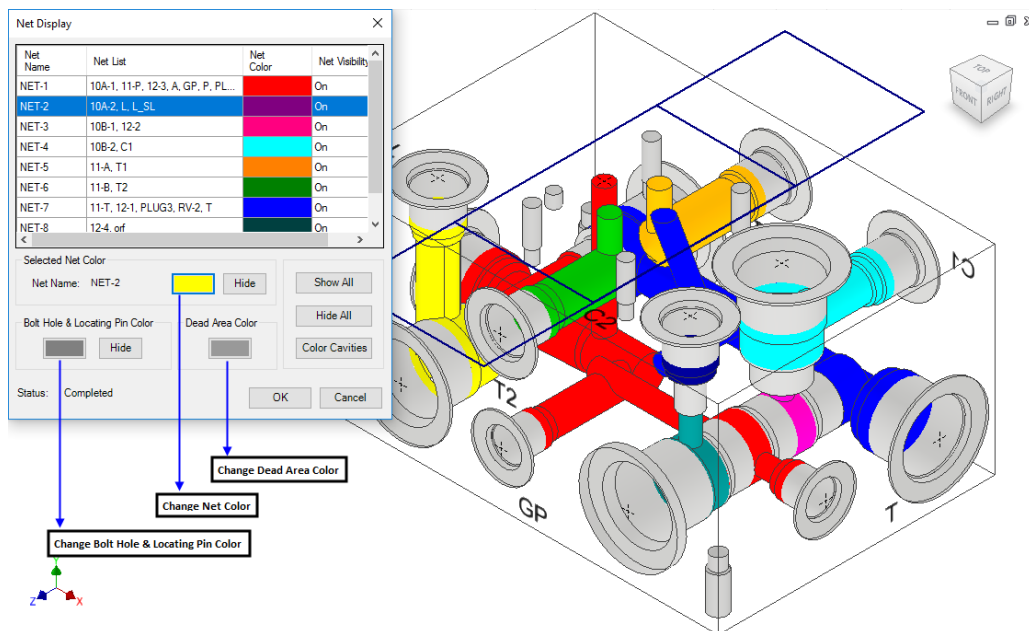 Net Display
Net Name Net List Net Color Net Visibility
NET-1 10A-1, 11-P, 12-3, A, GP, P, PL... On
NET-2 10A-2, L, L_SL On
NET-3 10B-1, 12-2 On
NET-4 10B-2, C1 On
NET-5 11-A, T1 On
NET-6 11-B, T2 On
NET-7 11-T, 12-1, PLUG3, RV-2, T On
NET-8 12-4. orf On
Selected Net Color
Net Name: NET-2 Hide
Show All
Hide All
Color Cavities
Bolt Hole & Locating Pin Color
Hide
Dead Area Color
Status: Completed
OK Cancel
Change Dead Area Color
Change Net Color
Change Bolt Hole & Locating Pin Color
TOP
FRONT
RIGHT
C1
C2
T2
GP
T
Y
Z
X